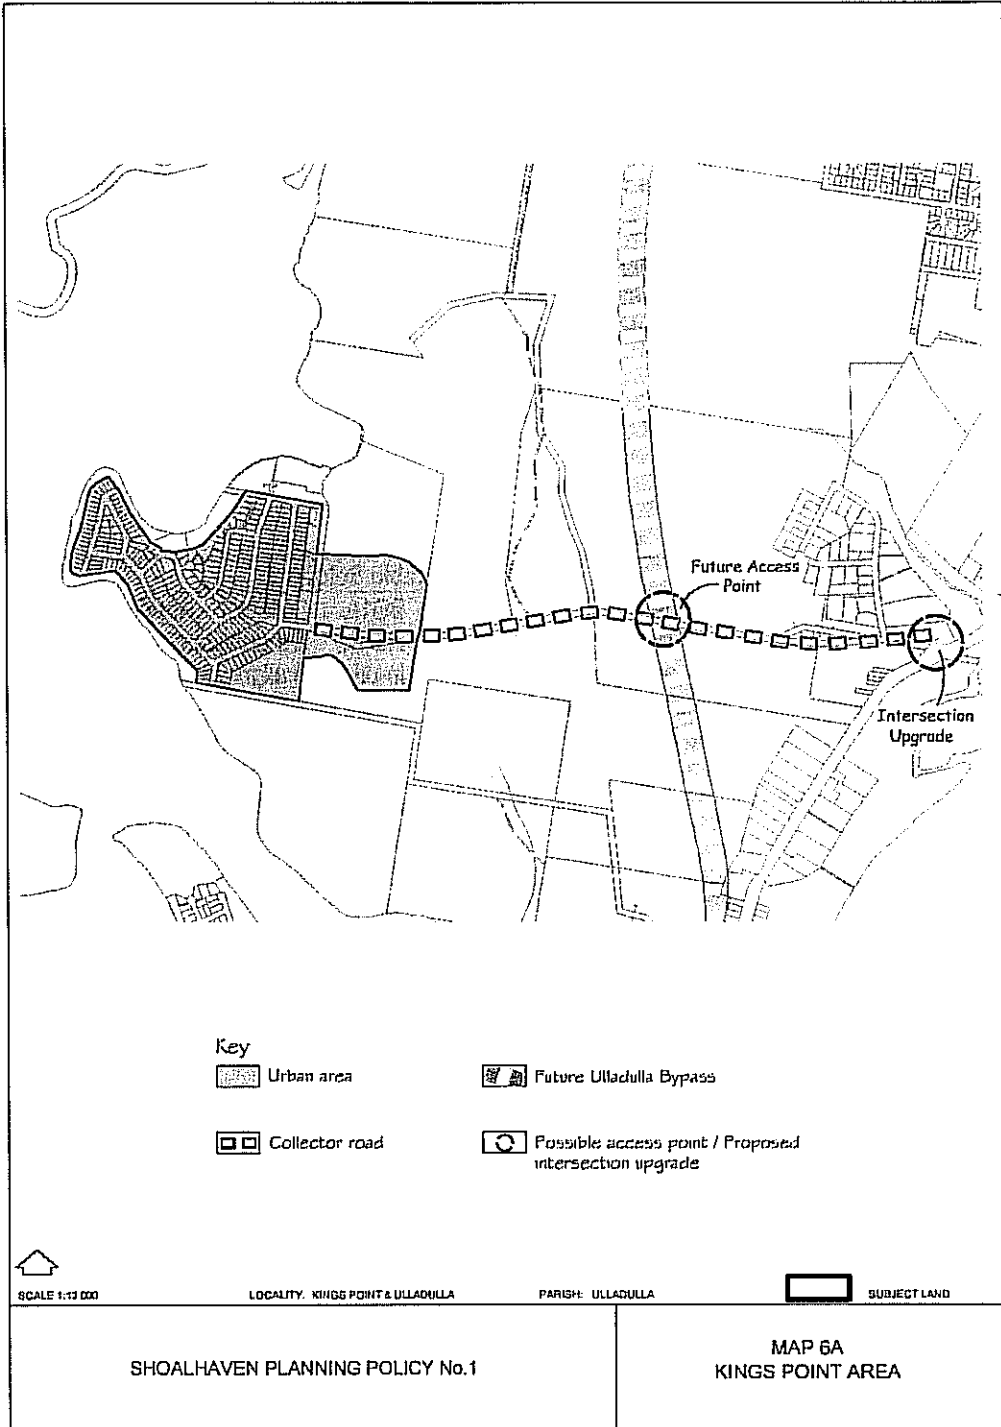 Future Access
Point
Intersection
Upgrade
Key
Urban area
Future Ulladulla Bypass
Collector road
Possible access point / Proposed
intersection upgrade
SCALE 1:13 000
LOCALITY: KINGS POINT & ULLADULLA
PARISH: ULLADULLA
SUBJECT LAND
SHOALHAVEN PLANNING POLICY No.1
MAP 6A
KINGS POINT AREA